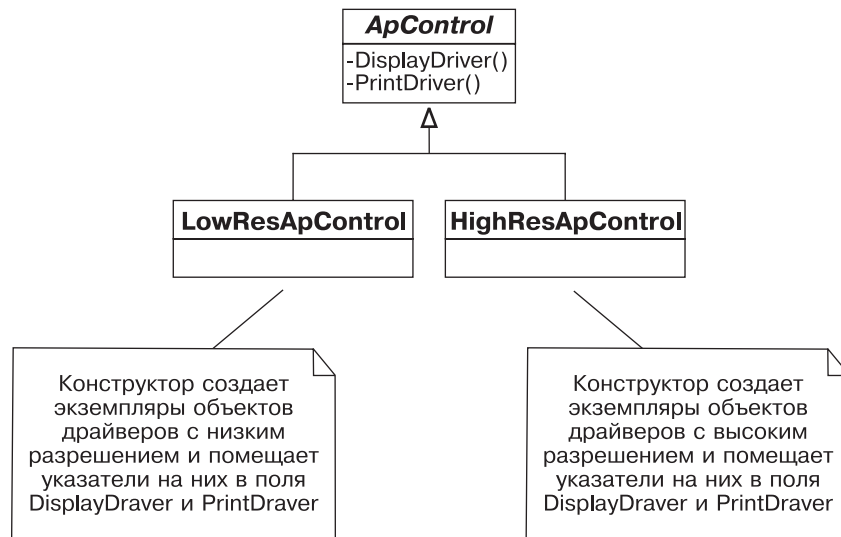 ApControl
-DisplayDriver()
-PrintDriver()
LowResApControl
HighResApControl
Конструктор создает
экземпляры объектов
драйверов с низким
разрешением и помещает
указатели на них в поля
DisplayDraver и PrintDraver
Конструктор создает
экземпляры объектов
драйверов с высоким
разрешением и помещает
указатели на них в поля
DisplayDraver и PrintDraver